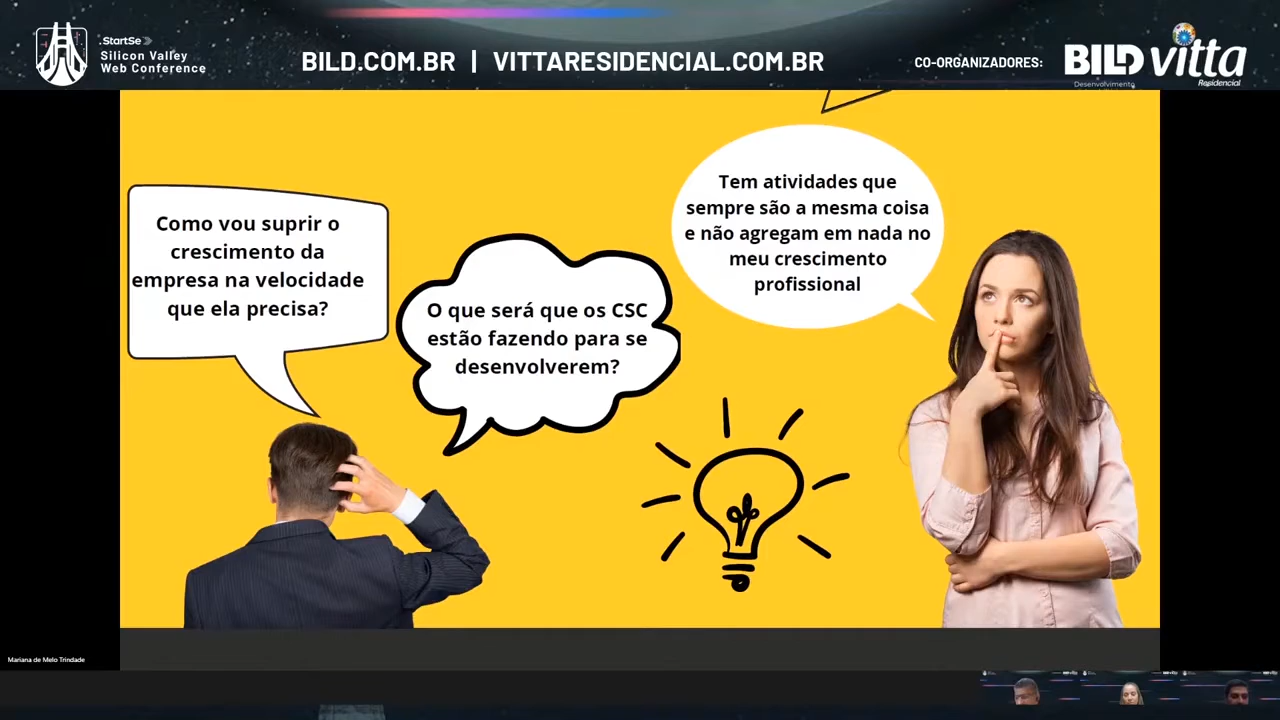 .StartSe
Silicon Valley
Web Conference
BILD.COM.BR | VITTARESIDENCIAL.COM.BR
CO-ORGANIZADORES:
BILD
Desenvolvimento
vitta
Residencial
Como vou suprir o
crescimento da
empresa na velocidade
que ela precisa?
O que será que os CSC
estão fazendo para se
desenvolverem?
Tem atividades que
sempre são a mesma coisa
e não agregam em nada no
meu crescimento
profissional
Mariana de Melo Trindade